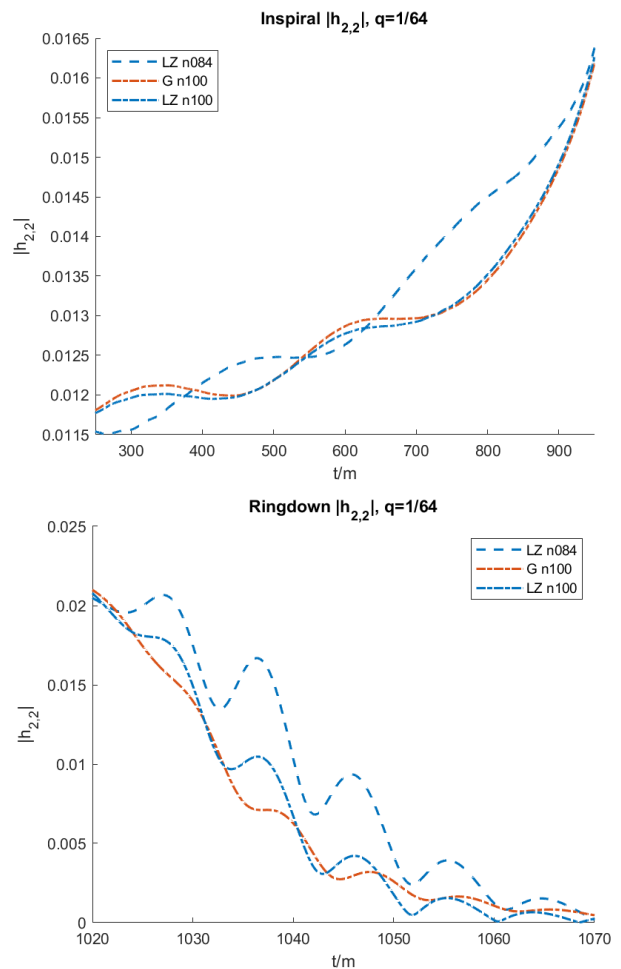 Inspiral |h2,2|, q=1/64
0.0165
0.016
0.0155
0.015
0.0145
0.014
0.0135
0.013
0.0125
0.012
0.0115
|h2,2|
LZ n084
G n100
LZ n100
300 400 500 600 700 800 900
t/m
Ringdown |h2,2|, q=1/64
0.025
0.02
0.015
0.01
0.005
0
|h2,2|
LZ n084
G n100
LZ n100
1020 1030 1040 1050 1060 1070
t/m